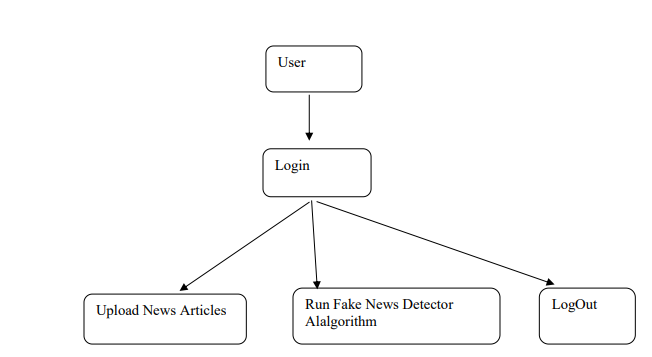 User
Login
Upload News Articles
Run Fake News Detector
Alalgorithm
LogOut